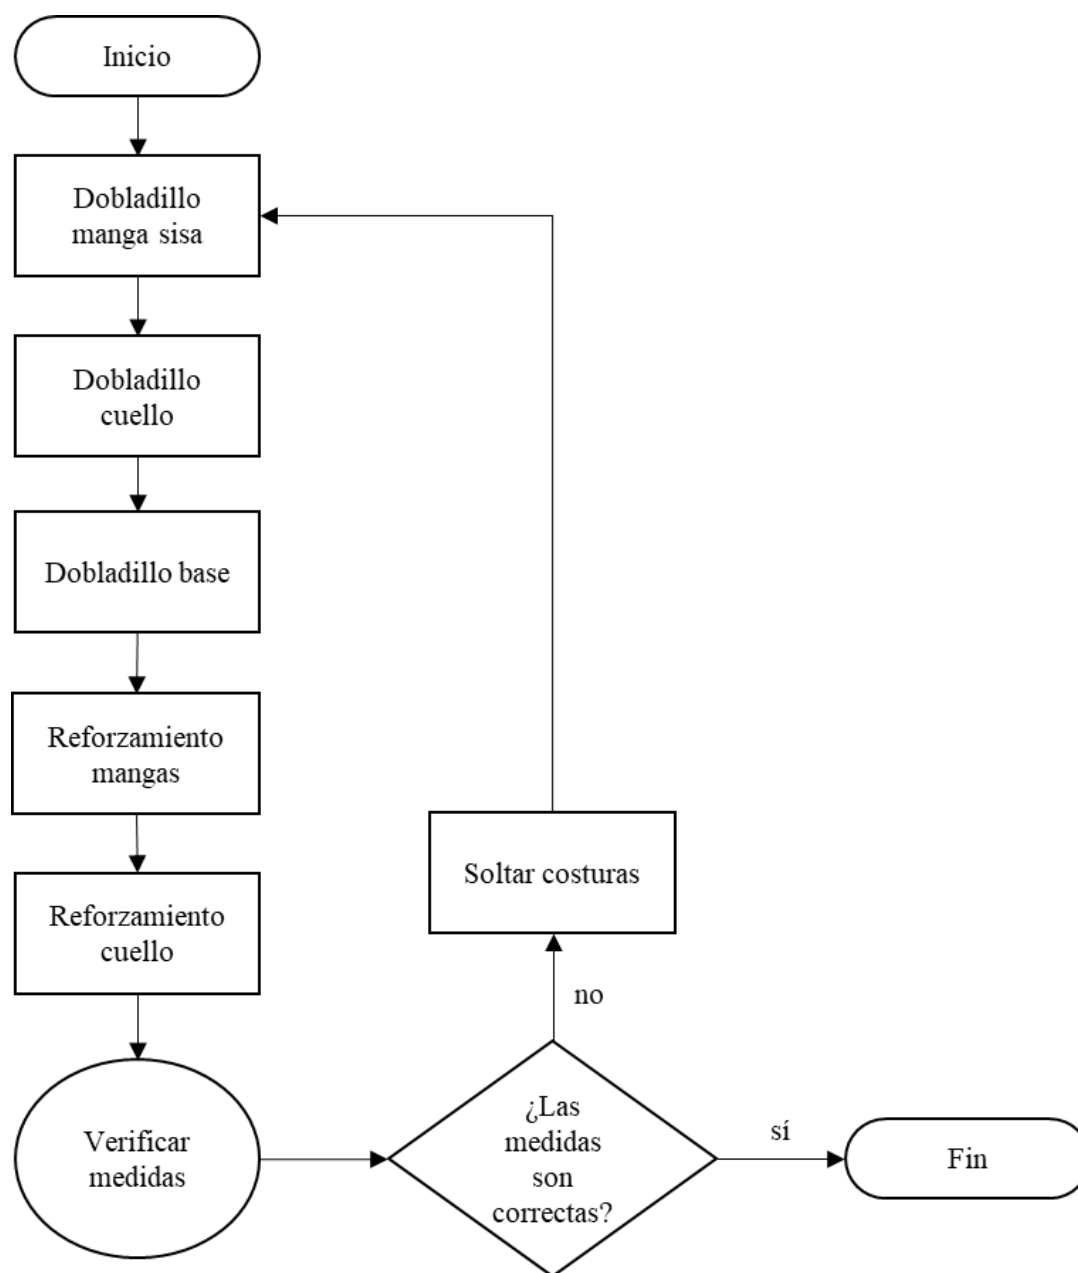 Inicio
Dobladillo
manga sisa
Dobladillo
cuello
Dobladillo base
Reforzamiento
mangas
Reforzamiento
cuello
Verificar
medidas
¿Las
medidas
son
correctas?
no
Soltar costuras
sí
Fin